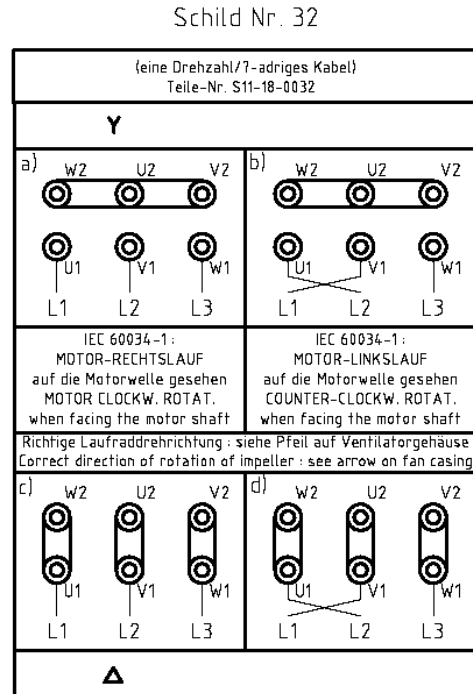 Schild Nr. 32
(eine Drehzahl/7-adriges Kabel)
Teile-Nr. S11-18-0032
Y
a)
W2 U2 V2
U1 V1 W1
L1 L2 L3
b)
W2 U2 V2
U1 V1 W1
L1 L2 L3
IEC 60034-1:
MOTOR-RECHTSLAUF
auf die Motorwelle gesehen
MOTOR CLOCKW. ROTAT.
when facing the motor shaft
IEC 60034-1:
MOTOR-LINKSLAUF
auf die Motorwelle gesehen
COUNTER-CLOCKW. ROTAT.
when facing the motor shaft
Richtige Laufraddrehrichtung : siehe Pfeil auf Ventilatorgehäuse
Correct direction of rotation of impeller : see arrow on fan casing
c)
W2 U2 V2
U1 V1 W1
L1 L2 L3
d)
W2 U2 V2
U1 V1 W1
L1 L2 L3
Δ